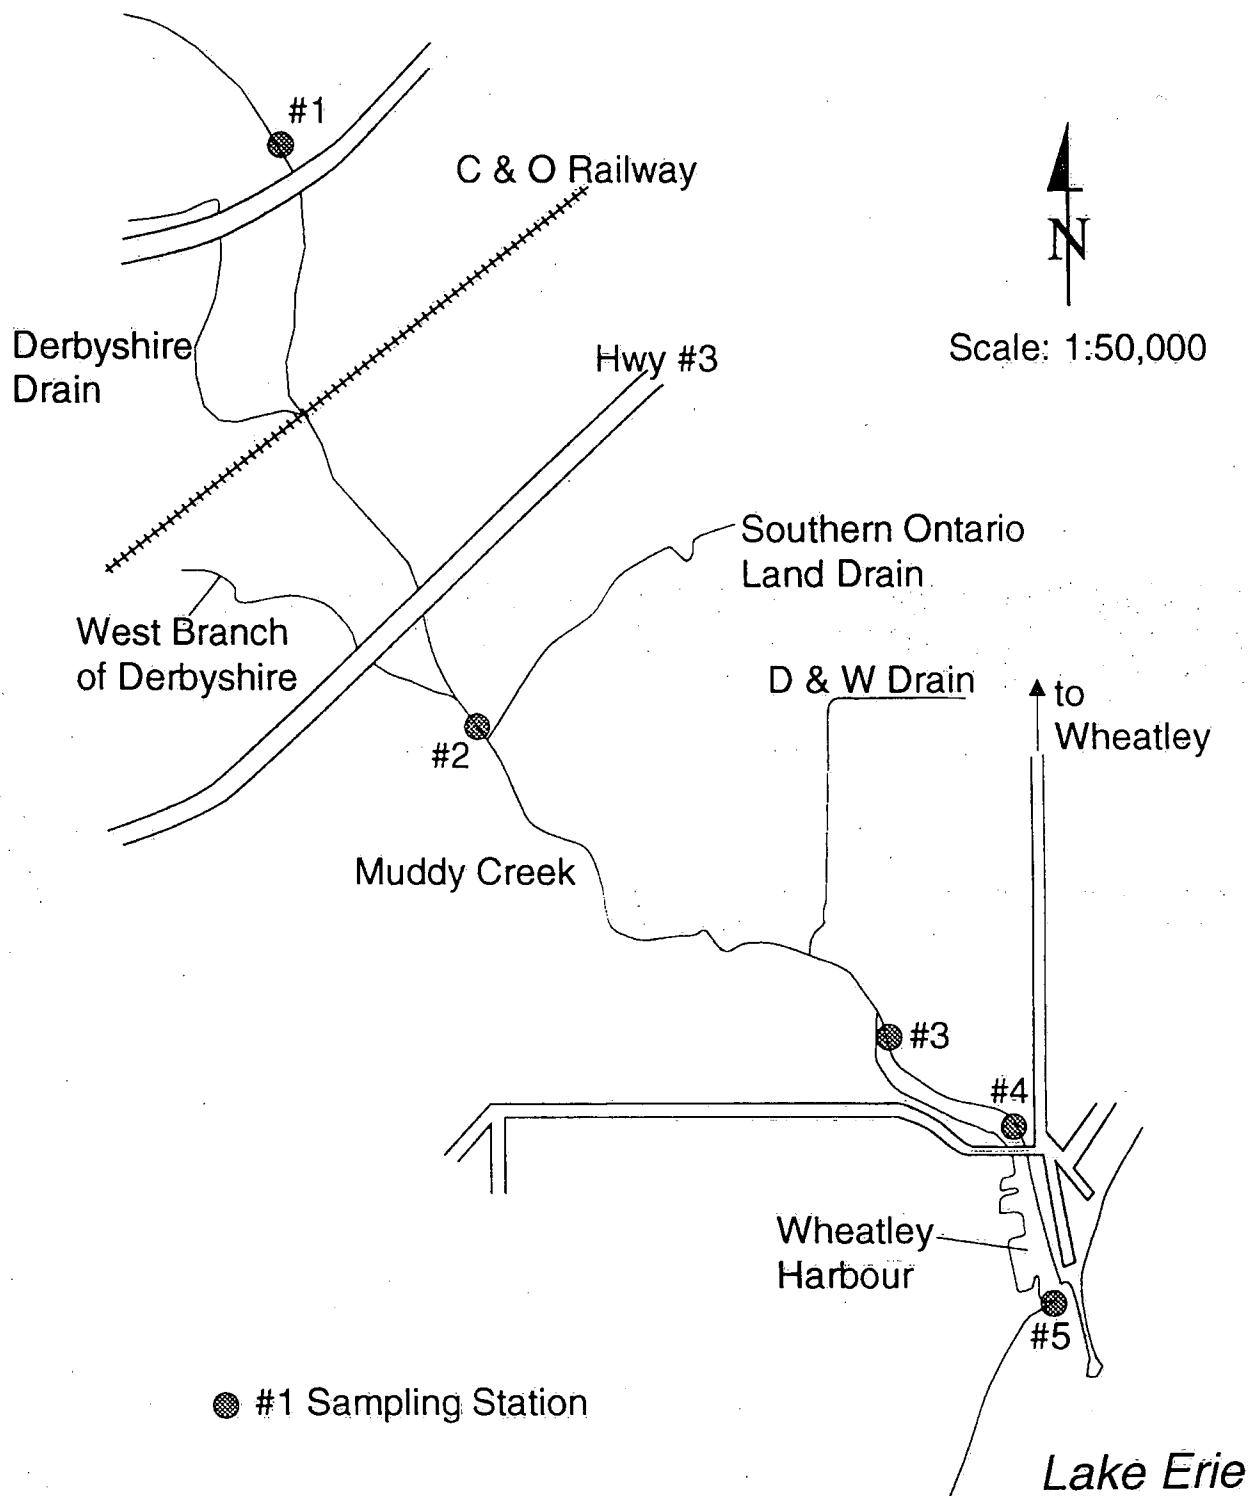 #1
C & O Railway
N
Scale: 1:50,000
Derbyshire
Drain
Hwy #3
Southern Ontario
Land Drain
West Branch
of Derbyshire
D & W Drain
to
Wheatley
#2
Muddy Creek
#3
#4
Wheatley
Harbour
#5
#1 Sampling Station
Lake Erie